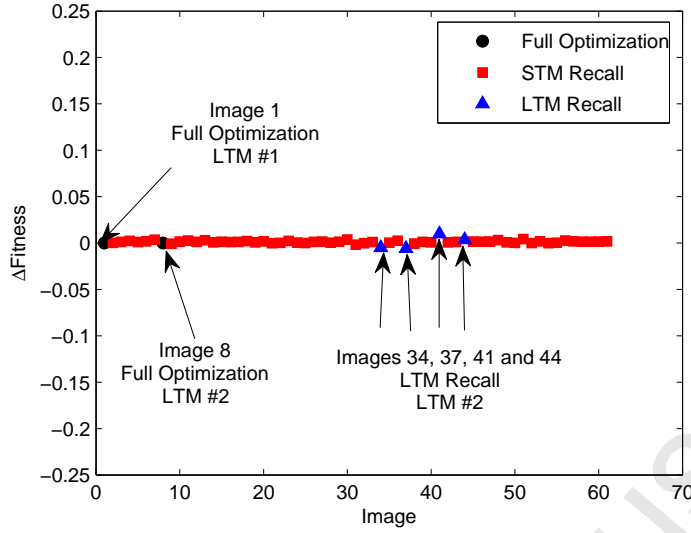 0.25
0.2
0.15
0.1
0.05
0
−0.05
−0.1
−0.15
−0.2
−0.25
ΔFitness
Full Optimization
STM Recall
LTM Recall
Image 1
Full Optimization
LTM #1
Image 8
Full Optimization
LTM #2
Images 34, 37, 41 and 44
LTM Recall
LTM #2
0 10 20 30 40 50 60 70
Image